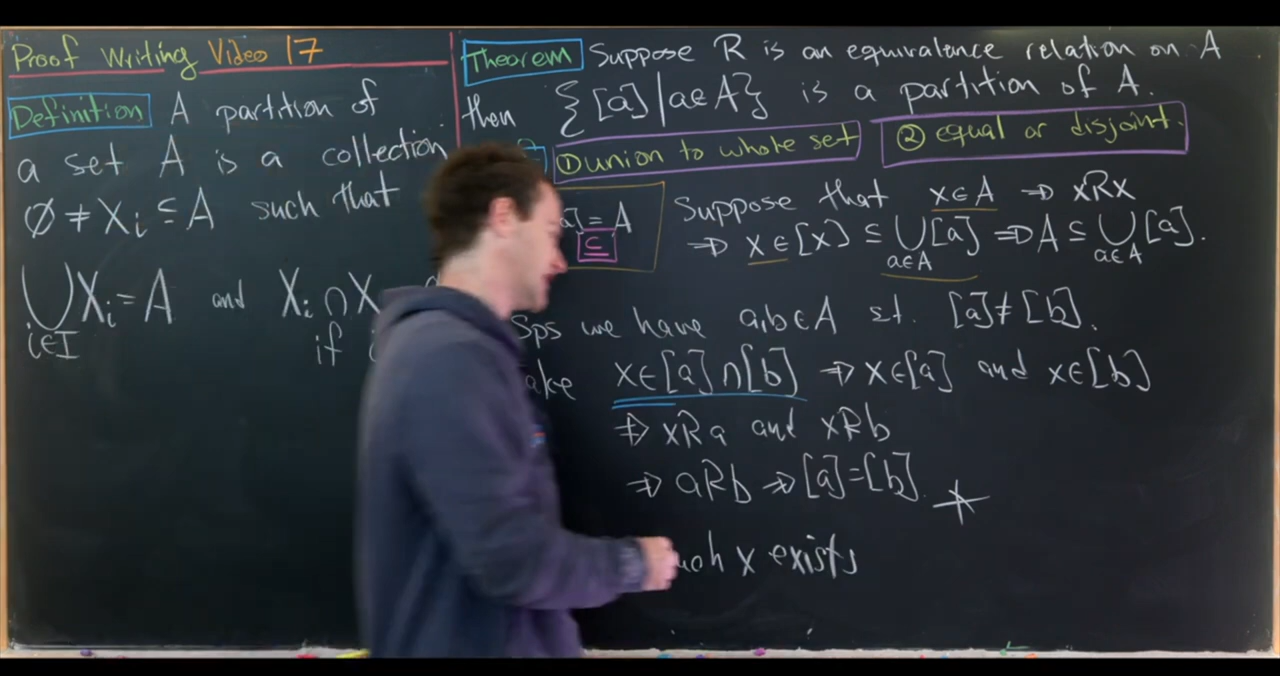 Proof Writing Video 17
Definition A partition of
a set A is a collection
∅ ≠ Xᵢ ⊆ A such that
⋃ Xᵢ = A and Xᵢ ∩ X
i∈I if
Theorem Suppose R is an equivalence relation on A
then {[a] | a∈A} is a partition of A.
① union to whole set ② equal or disjoint.
a] = A
⊆
Suppose that x∈A ⇒ xRx
⇒ x∈[x] ⊆ ⋃[a] ⇒ A ⊆ ⋃[a].
a∈A a∈A
Sps we have a,b∈A st. [a]≠[b].
x∈[a]∩[b] ⇒ x∈[a] and x∈[b]
⇒ xRa and xRb
⇒ aRb ⇒ [a]=[b].
x exists